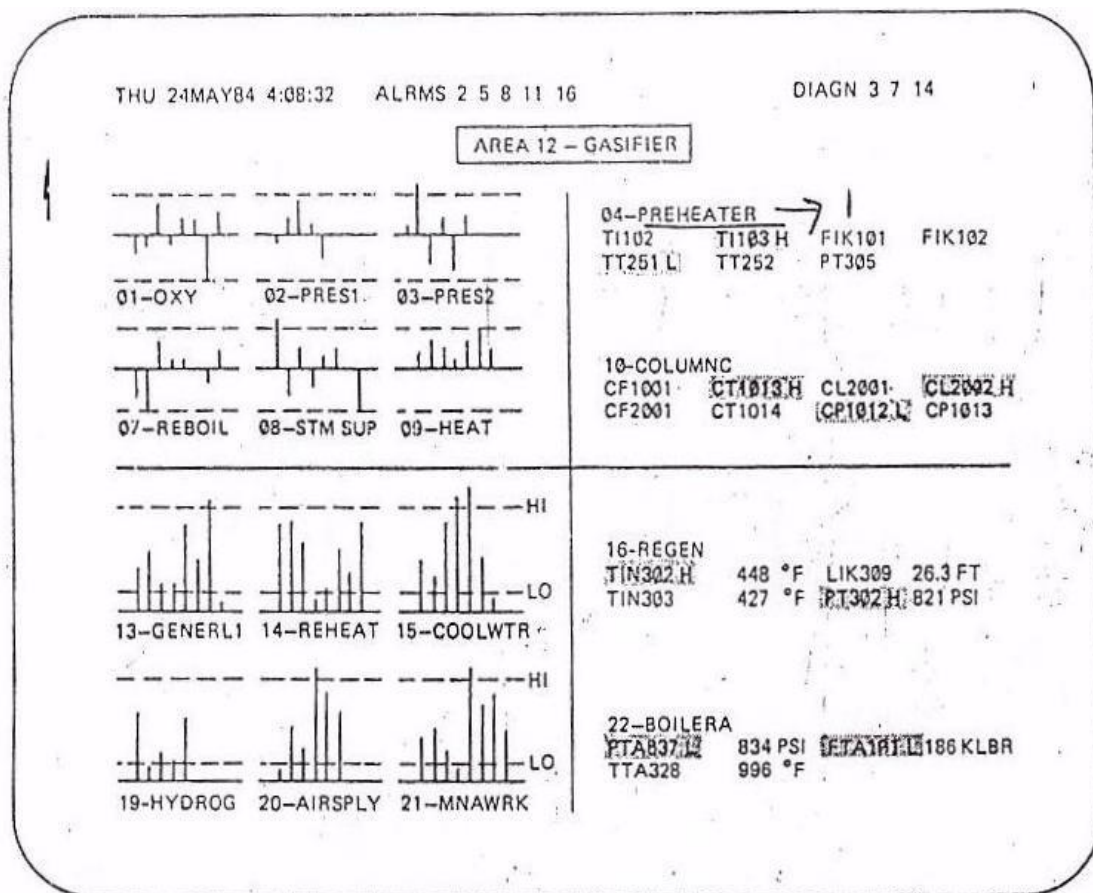 THU 24MAY84 4:08:32 ALRMS 2 5 8 11 16 DIAGN 3 7 14
AREA 12 – GASIFIER
01–OXY 02–PRES1 03–PRES2
07–REBOIL 08–STM SUP 09–HEAT
HI
LO
13–GENERL1 14–REHEAT 15–COOLWTR
HI
LO
19-HYDROG 20–AIRSPLY 21–MNAWRK
04–PREHEATER
TI102 TI103 H FIK101 FIK102
TT251 L TT252 PT305
10-COLUMNC
CF1001 CT1013 H CL2001 CL2002 H
CF2001 CT1014 CP1012 L CP1013
16-REGEN
TIN302 H 448 °F LIK309 26.3 FT
TIN303 427 °F PT302 H 821 PSI
22–BOILERA
PTA837 L 834 PSI FTA181 L 186 KLBR
TTA328 996 °F